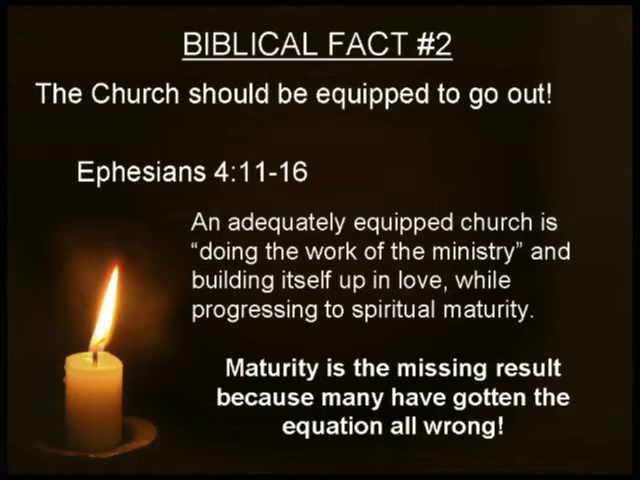 BIBLICAL FACT #2
The Church should be equipped to go out!
Ephesians 4:11-16
An adequately equipped church is
“doing the work of the ministry” and
building itself up in love, while
progressing to spiritual maturity.
Maturity is the missing result
because many have gotten the
equation all wrong!